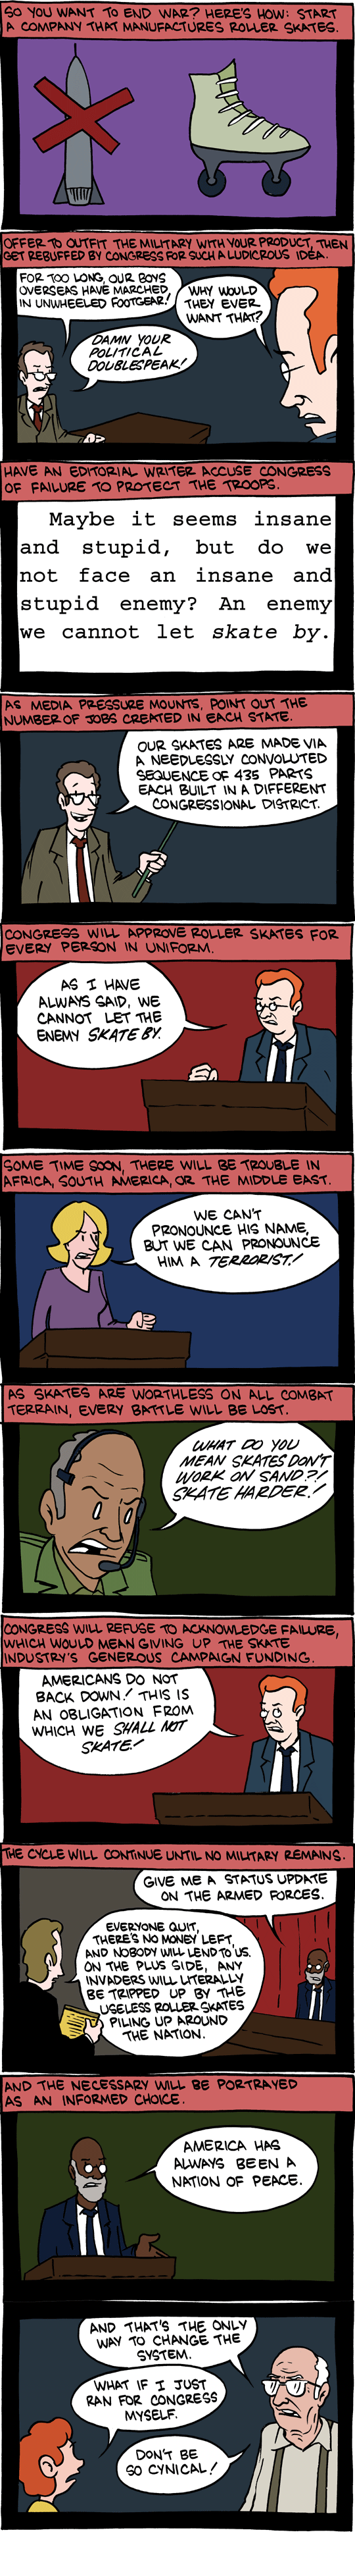 SO YOU WANT TO END WAR? HERE'S HOW: START
A COMPANY THAT MANUFACTURES ROLLER SKATES.
OFFER TO OUTFIT THE MILITARY WITH YOUR PRODUCT, THEN
GET REBUFFED BY CONGRESS FOR SUCH A LUDICROUS IDEA.
FOR TOO LONG, OUR BOYS
OVERSEAS HAVE MARCHED
IN UNWHEELED FOOTGEAR!
WHY WOULD
THEY EVER
WANT THAT?
DAMN YOUR
POLITICAL
DOUBLESPEAK!
HAVE AN EDITORIAL WRITER ACCUSE CONGRESS
OF FAILURE TO PROTECT THE TROOPS.
Maybe it seems insane
and stupid, but do we
not face an insane and
stupid enemy? An enemy
we cannot let skate by.
AS MEDIA PRESSURE MOUNTS, POINT OUT THE
NUMBER OF JOBS CREATED IN EACH STATE.
OUR SKATES ARE MADE VIA
A NEEDLESSLY CONVOLUTED
SEQUENCE OF 435 PARTS
EACH BUILT IN A DIFFERENT
CONGRESSIONAL DISTRICT.
CONGRESS WILL APPROVE ROLLER SKATES FOR
EVERY PERSON IN UNIFORM.
AS I HAVE
ALWAYS SAID, WE
CANNOT LET THE
ENEMY SKATE BY.
SOME TIME SOON, THERE WILL BE TROUBLE IN
AFRICA, SOUTH AMERICA, OR THE MIDDLE EAST.
WE CAN'T
PRONOUNCE HIS NAME,
BUT WE CAN PRONOUNCE
HIM A TERRORIST!
AS SKATES ARE WORTHLESS ON ALL COMBAT
TERRAIN, EVERY BATTLE WILL BE LOST.
WHAT DO YOU
MEAN SKATES DON'T
WORK ON SAND?!
SKATE HARDER!
CONGRESS WILL REFUSE TO ACKNOWLEDGE FAILURE,
WHICH WOULD MEAN GIVING UP THE SKATE
INDUSTRY'S GENEROUS CAMPAIGN FUNDING.
AMERICANS DO NOT
BACK DOWN! THIS IS
AN OBLIGATION FROM
WHICH WE SHALL NOT
SKATE!
THE CYCLE WILL CONTINUE UNTIL NO MILITARY REMAINS.
GIVE ME A STATUS UPDATE
ON THE ARMED FORCES.
EVERYONE QUIT,
THERE'S NO MONEY LEFT,
AND NOBODY WILL LEND TO US.
ON THE PLUS SIDE, ANY
INVADERS WILL LITERALLY
BE TRIPPED UP BY THE
USELESS ROLLER SKATES
PILING UP AROUND
THE NATION.
AND THE NECESSARY WILL BE PORTRAYED
AS AN INFORMED CHOICE.
AMERICA HAS
ALWAYS BEEN A
NATION OF PEACE.
AND THAT'S THE ONLY
WAY TO CHANGE THE
SYSTEM.
WHAT IF I JUST
RAN FOR CONGRESS
MYSELF.
DON'T BE
SO CYNICAL!